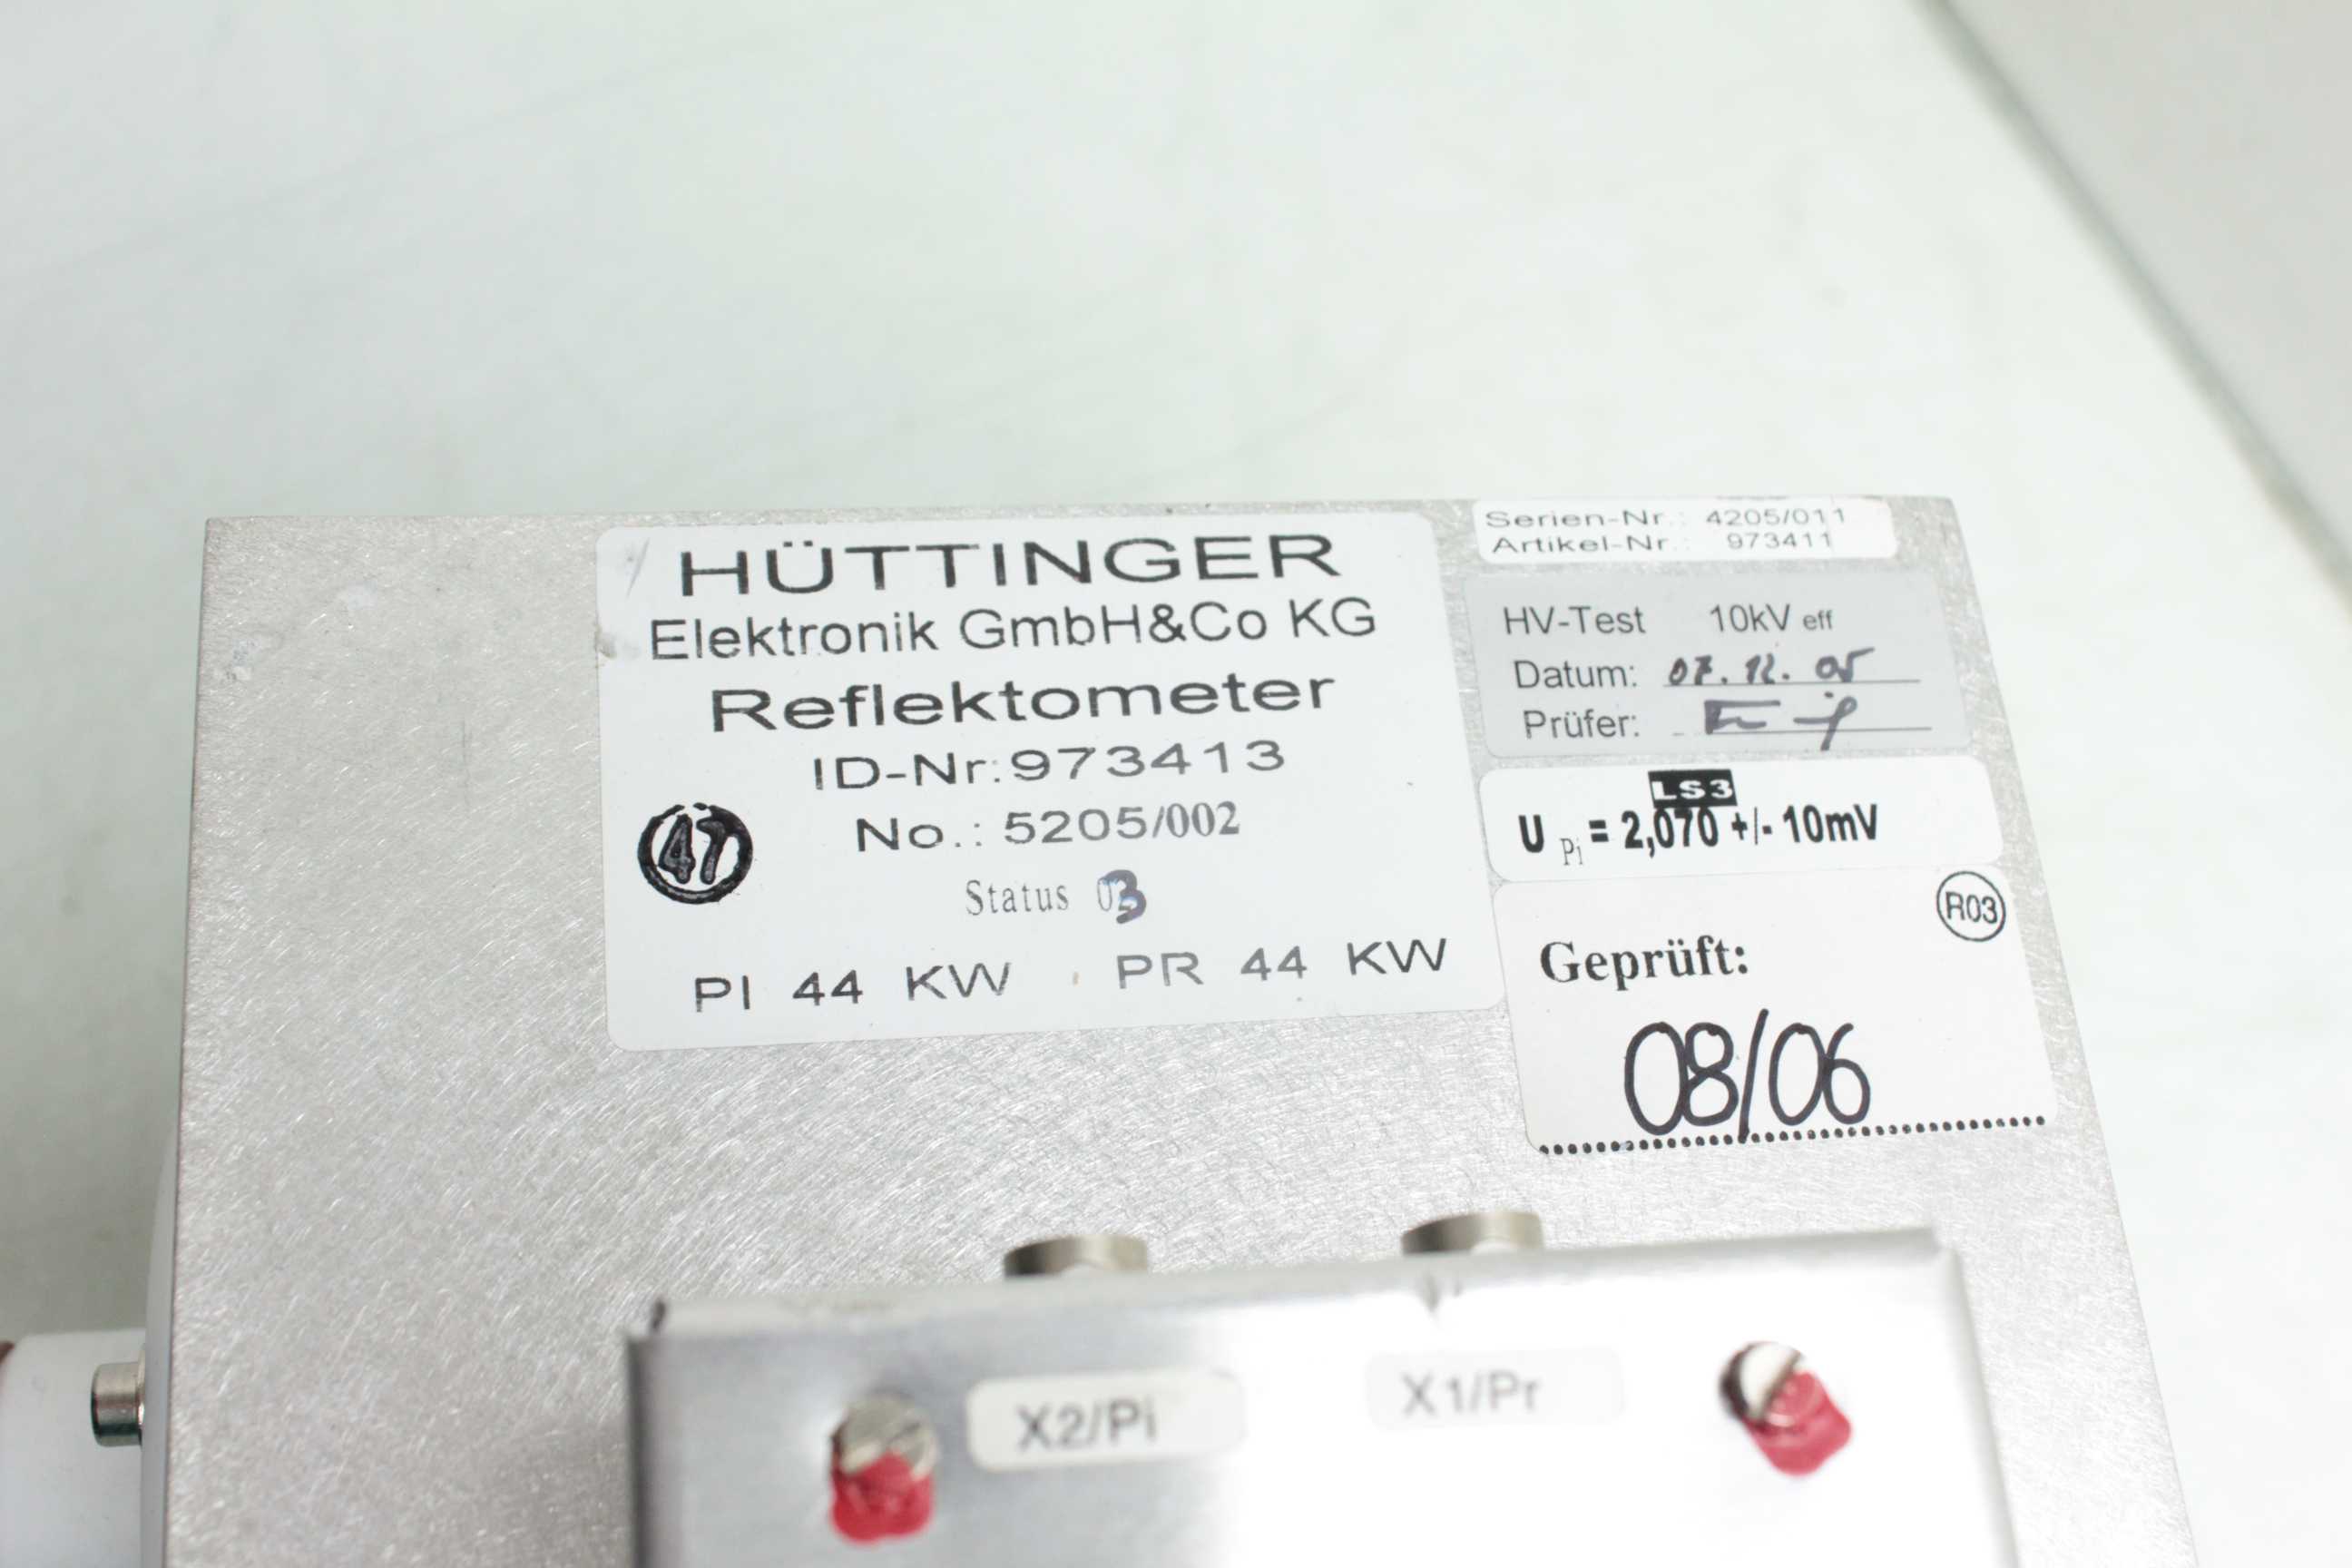 HÜTTINGER
Elektronik GmbH&Co KG
Reflektometer
ID-Nr:973413
No.: 5205/002
47
Status 03
PI 44 KW PR 44 KW
Serien-Nr.: 4205/011
Artikel-Nr.: 973411
HV-Test 10kV eff
Datum: 07.12.05
Prüfer:
LS3
U Pi = 2,070 +/- 10mV
R03
Geprüft:
08/06
X2/Pi
X1/Pr